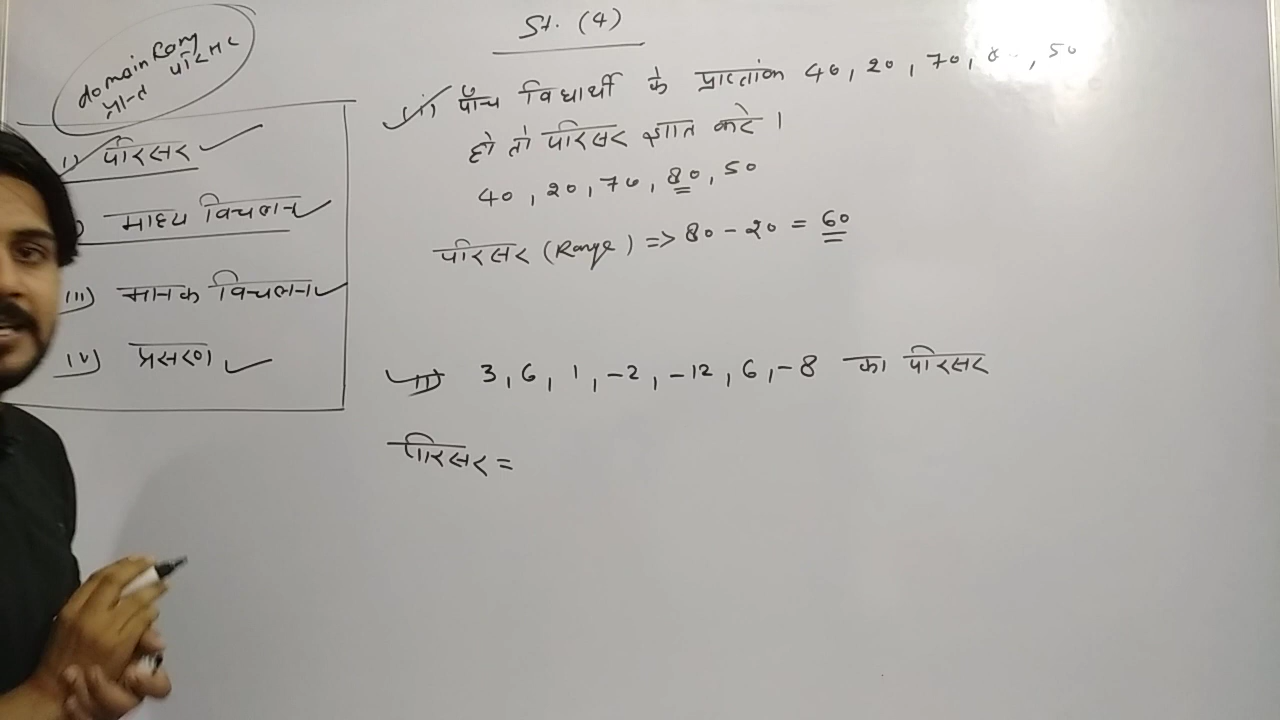 St. (4)
domain Rang
प्रान्त परिसर
i) परिसर
माध्य विचलन
iii) मानक विचलन
iv) प्रसरण
i) पाँच विद्यार्थी के प्राप्तांक 40, 20, 70, 80, 50
हो तो परिसर ज्ञात करे।
40, 20, 70, 80, 50
परिसर (Range) => 80 - 20 = 60
ii) 3, 6, 1, -2, -12, 6, -8 का परिसर
परिसर =